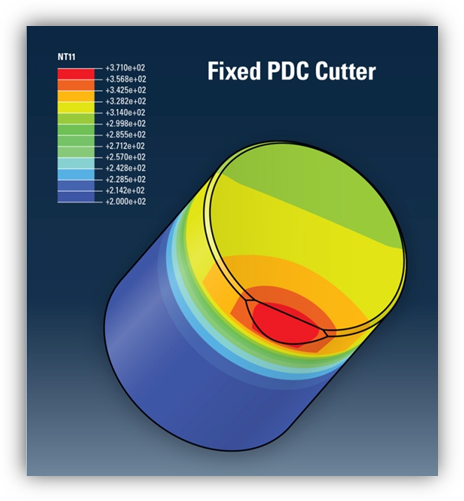 NT11
Fixed PDC Cutter
+3.710e+02
+3.568e+02
+3.425e+02
+3.282e+02
+3.140e+02
+2.998e+02
+2.855e+02
+2.712e+02
+2.570e+02
+2.428e+02
+2.285e+02
+2.142e+02
+2.000e+02